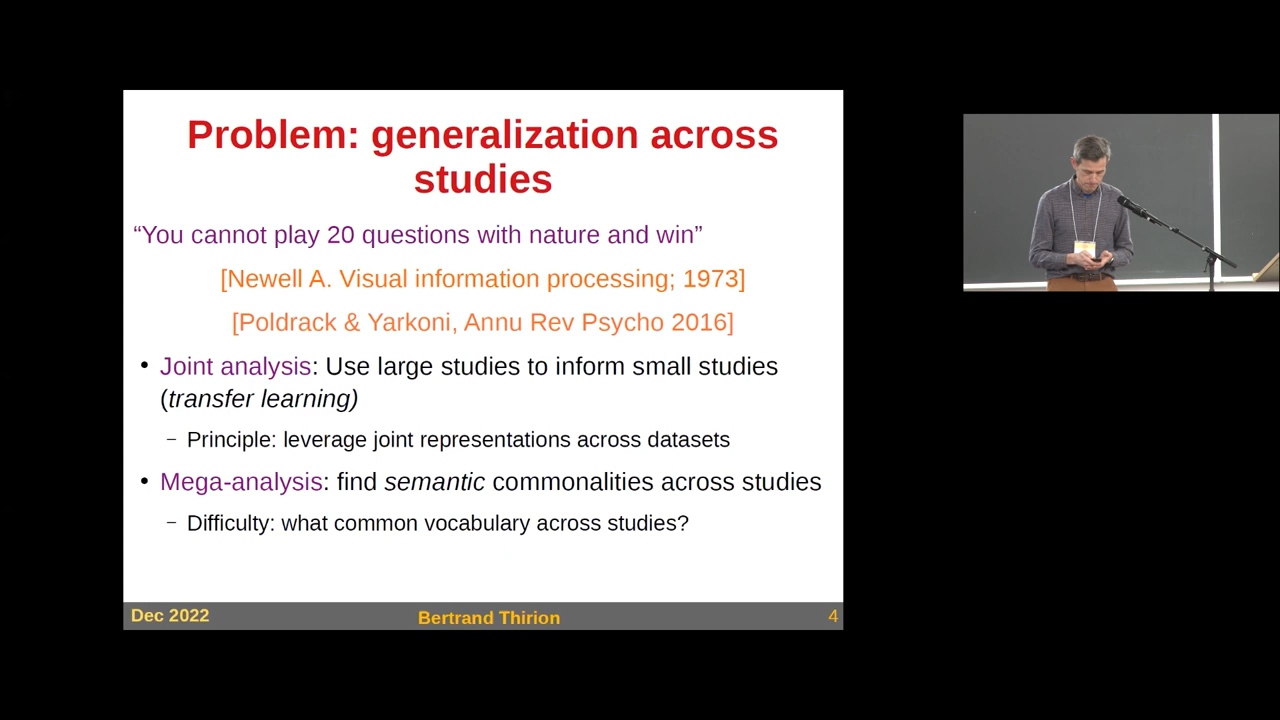 Problem: generalization across
studies
“You cannot play 20 questions with nature and win”
[Newell A. Visual information processing; 1973]
[Poldrack & Yarkoni, Annu Rev Psycho 2016]
• Joint analysis: Use large studies to inform small studies
(transfer learning)
– Principle: leverage joint representations across datasets
• Mega-analysis: find semantic commonalities across studies
– Difficulty: what common vocabulary across studies?
Dec 2022
Bertrand Thirion
4